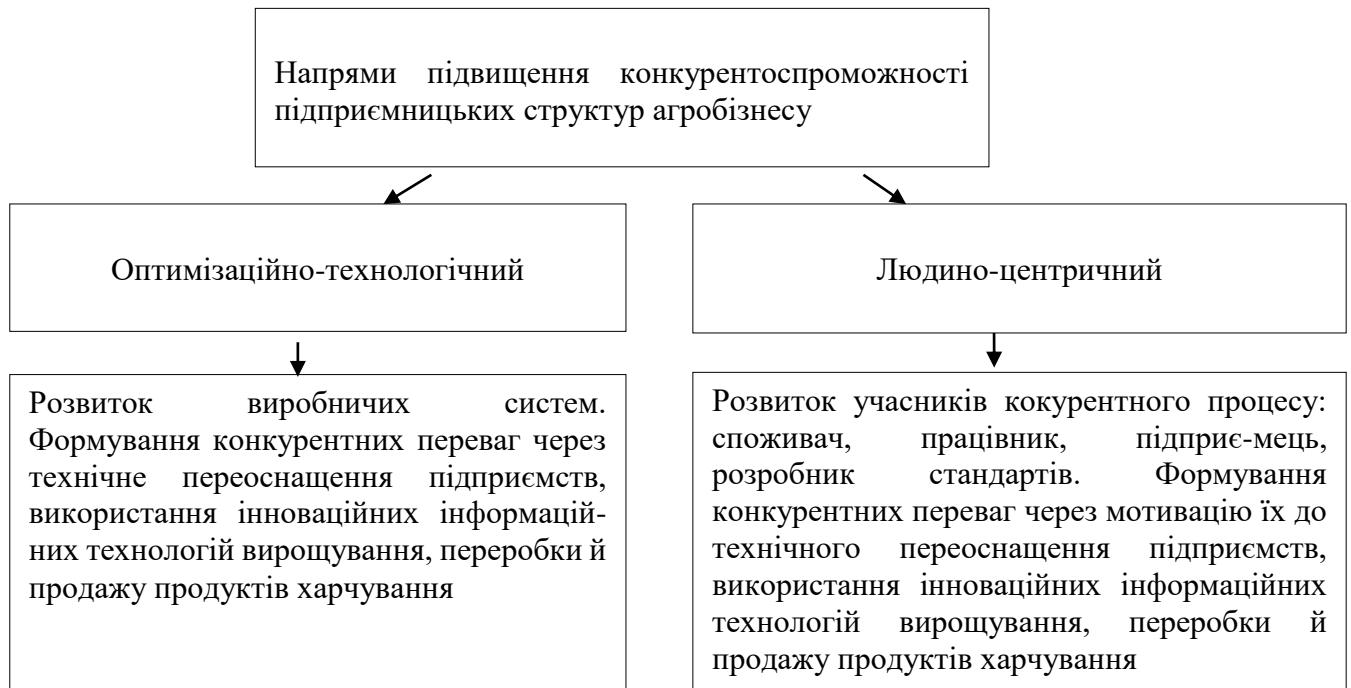 Напрями підвищення конкурентоспроможності
підприємницьких структур агробізнесу
Оптимізаційно-технологічний
Людино-центричний
Розвиток виробничих систем.
Формування конкурентних переваг через
технічне переоснащення підприємств,
використання інноваційних інформацій-
них технологій вирощування, переробки й
продажу продуктів харчування
Розвиток учасників кокурентного процесу:
споживач, працівник, підприє-мець,
розробник стандартів. Формування
конкурентних переваг через мотивацію їх до
технічного переоснащення підприємств,
використання інноваційних інформаційних
технологій вирощування, переробки й
продажу продуктів харчування